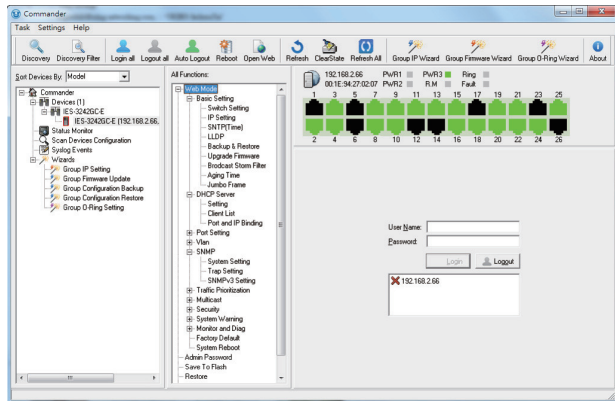 Commander
Task Settings Help
Discovery Discovery Filter Login all Logout all Auto Logout Reboot Open Web Refresh ClearState Refresh All Group IP Wizard Group Firmware Wizard Group O-Ring Wizard About
Sort Devices By: Model
Commander
Devices (1)
IES-3242GC-E
IES-3242GC-E (192.168.2.66,
Status Monitor
Scan Devices Configuration
Syslog Events
Wizards
Group IP Setting
Group Firmware Update
Group Configuration Backup
Group Configuration Restore
Group O-Ring Setting
All Functions:
Web Mode
Basic Setting
Switch Setting
IP Setting
SNTP(Time)
LLDP
Backup & Restore
Upgrade Firmware
Brodcast Storm Filter
Aging Time
Jumbo Frame
DHCP Server
Setting
Client List
Port and IP Binding
Port Setting
Vlan
SNMP
System Setting
Trap Setting
SNMPv3 Setting
Traffic Prioritization
Multicast
Security
System Warning
Monitor and Diag
Factory Default
System Reboot
Admin Password
Save To Flash
Restore
192.168.2.66 PWR1 PWR3 Ring
00:1E:94:27:02:07 PWR2 R.M Fault
1 3 5 7 9 11 13 15 17 19 21 23 25
2 4 6 8 10 12 14 16 18 20 22 24 26
User Name:
Password:
Login Logout
192.168.2.66